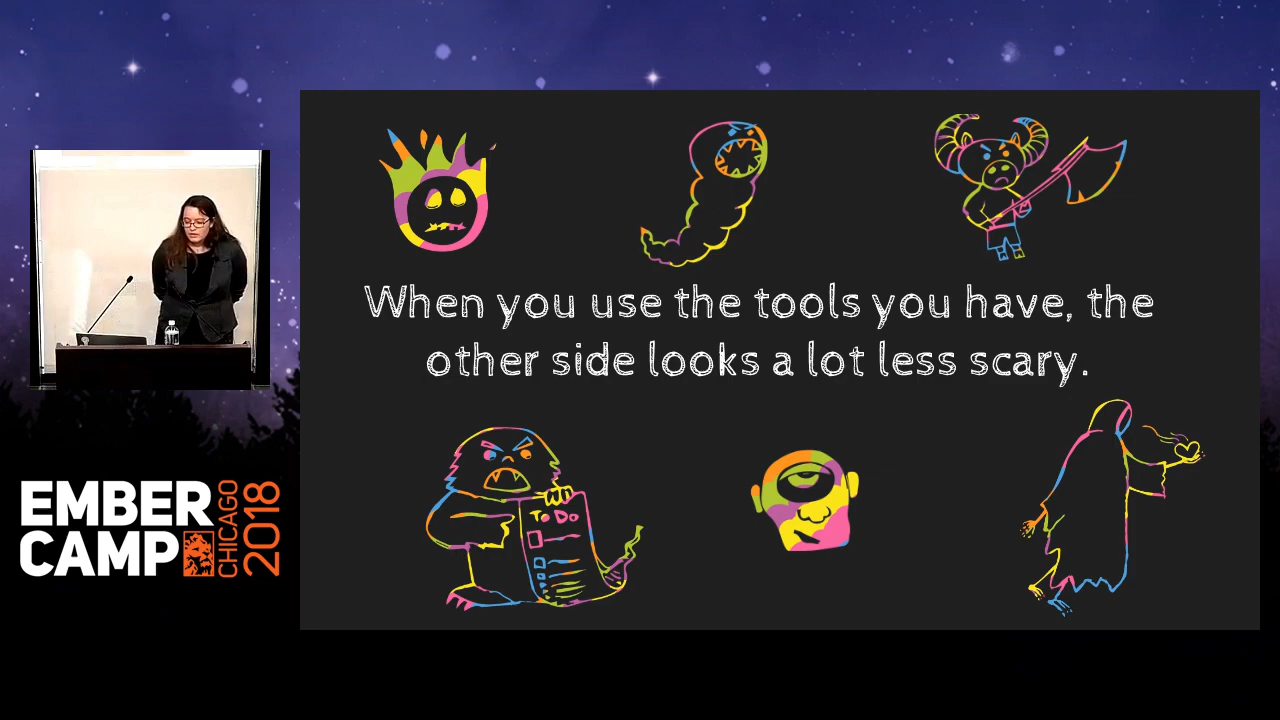 When you use the tools you have, the
other side looks a lot less scary.
To Do
EMBER
CAMP
CHICAGO
2018